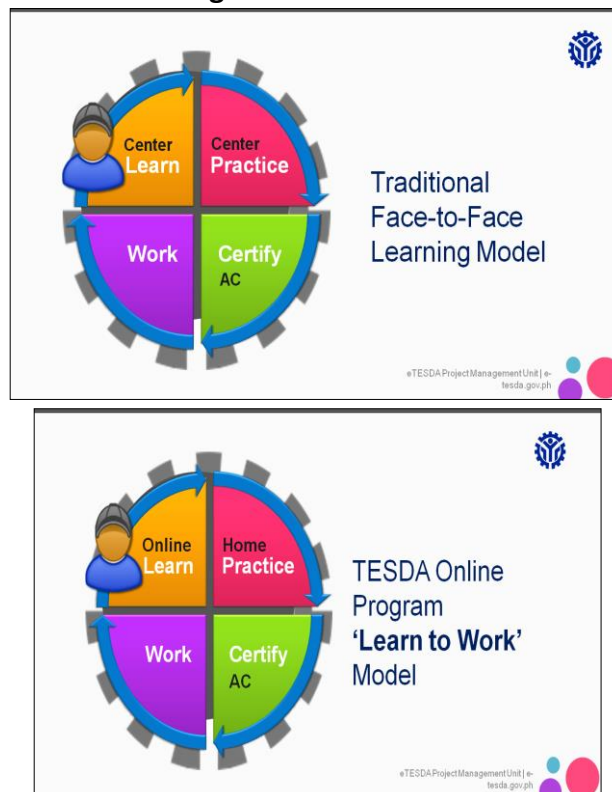 Center
Learn
Center
Practice
Work
Certify
AC
Traditional
Face-to-Face
Learning Model
eTESDA Project Management Unit | e-
tesda.gov.ph
Online
Learn
Home
Practice
Work
Certify
AC
TESDA Online
Program
‘Learn to Work’
Model
eTESDA Project Management Unit | e-
tesda.gov.ph